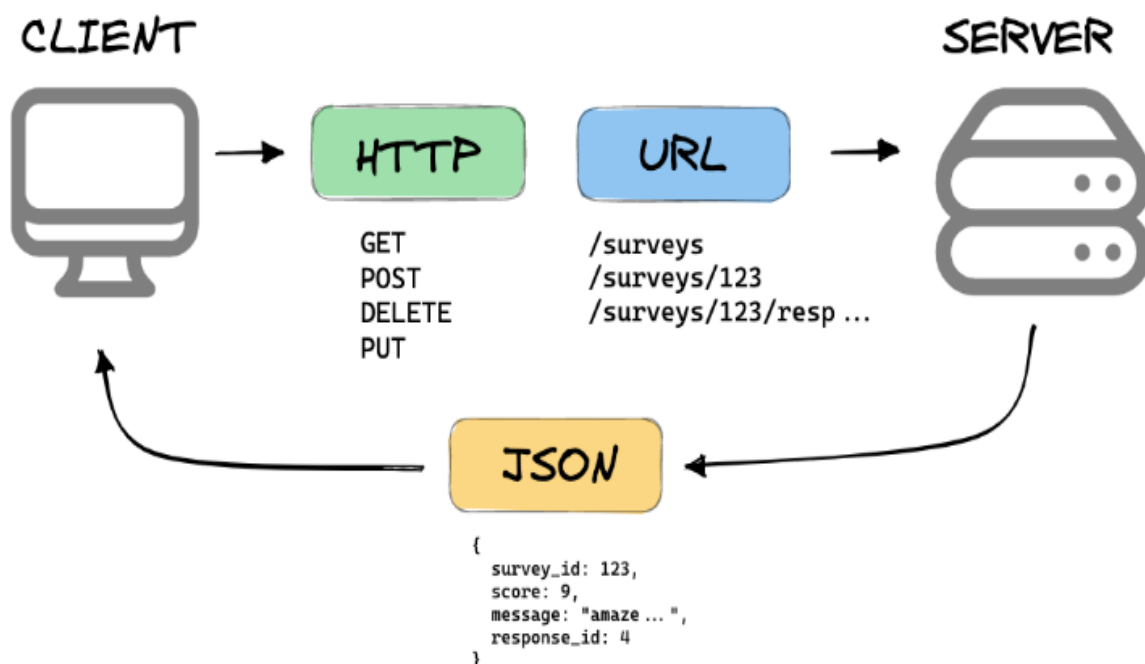 CLIENT
SERVER
HTTP
URL
GET
POST
DELETE
PUT
/surveys
/surveys/123
/surveys/123/resp ...
JSON
{
survey_id: 123,
score: 9,
message: "amaze ... ",
response_id: 4
}